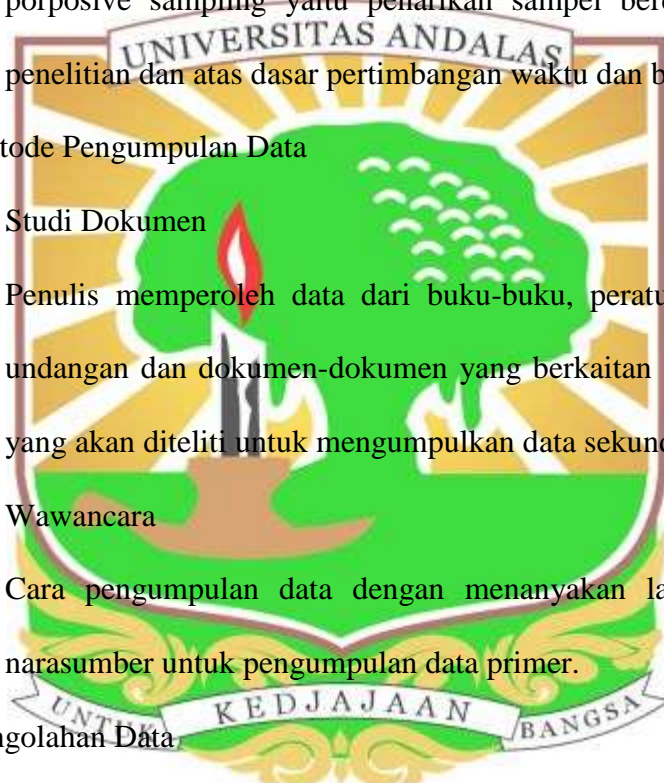 porposive sampling yaitu penarikan sampel
UNIVERSITAS ANDALAS
penelitian dan atas dasar pertimbangan waktu dan
tode Pengumpulan Data
Studi Dokumen
Penulis memperoleh data dari buku-buku, peratu
undangan dan dokumen-dokumen yang berkaitan
yang akan diteliti untuk mengumpulkan data sekund
Wawancara
Cara pengumpulan data dengan menanyakan la
narasumber untuk pengumpulan data primer.
UNTUK KEDJAJAAN BANGSA
ngolahan Data